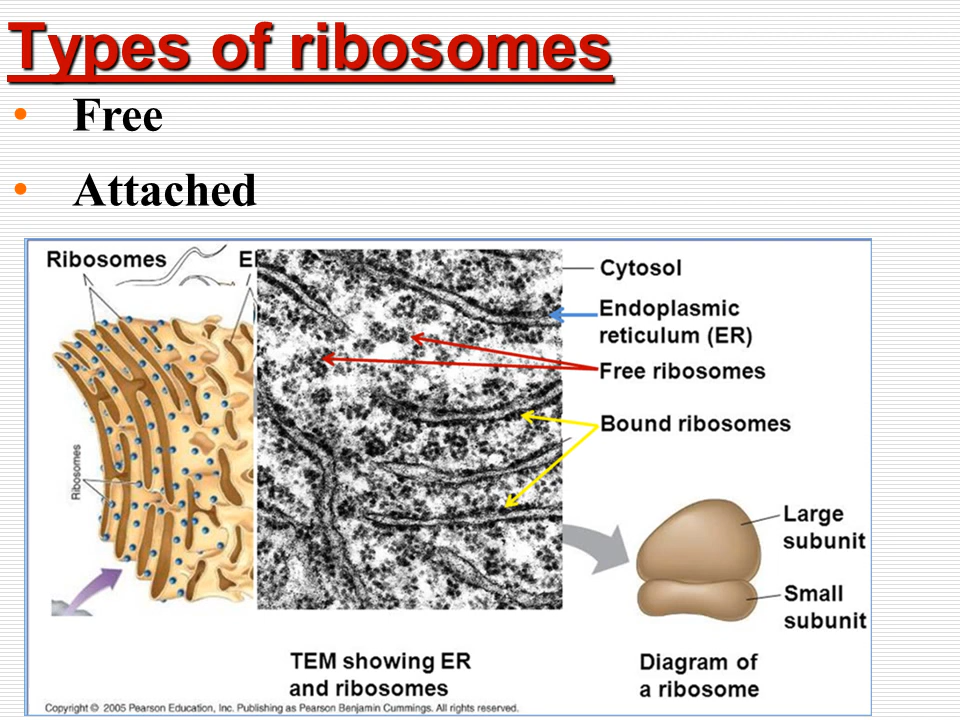 Types of ribosomes
• Free
• Attached
Ribosomes
Cytosol
Endoplasmic
reticulum (ER)
Free ribosomes
Bound ribosomes
Ribosomes
Large
subunit
Small
subunit
TEM showing ER
and ribosomes
Diagram of
a ribosome
Copyright © 2005 Pearson Education, Inc. Publishing as Pearson Benjamin Cummings. All rights reserved.